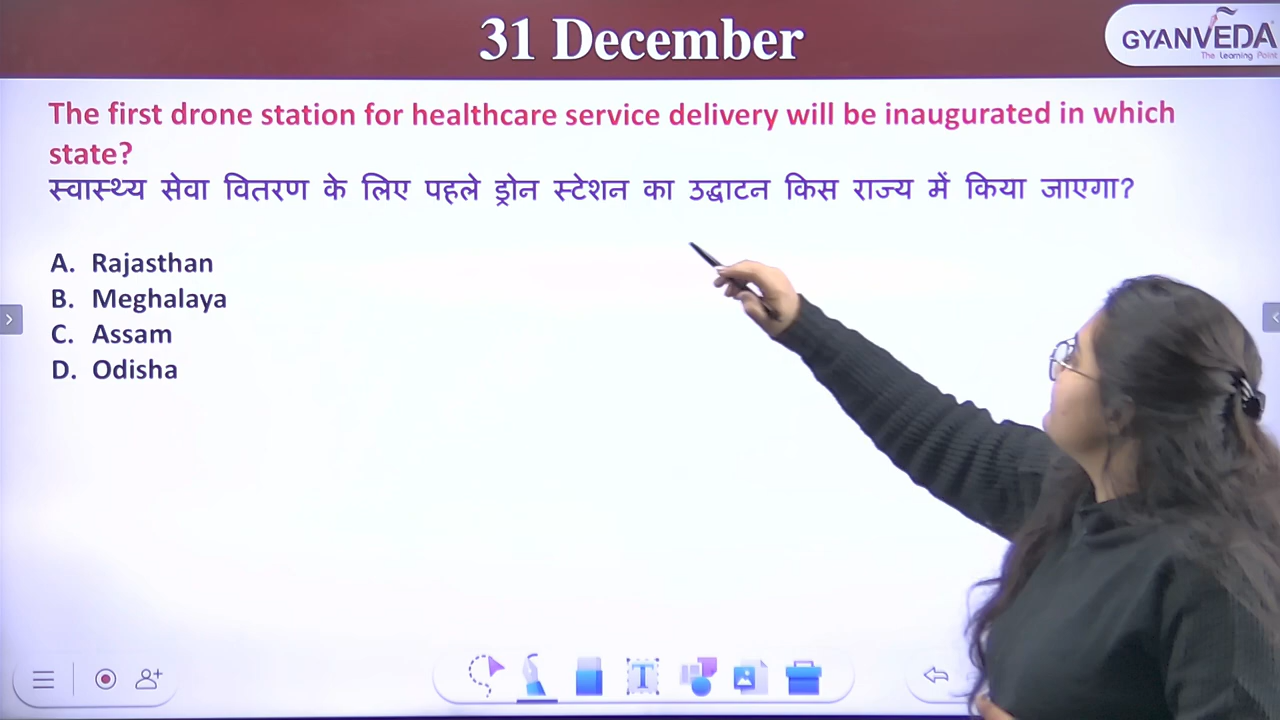 31 December
GYANVEDA
The Learning Point
The first drone station for healthcare service delivery will be inaugurated in which
state?
स्वास्थ्य सेवा वितरण के लिए पहले ड्रोन स्टेशन का उद्घाटन किस राज्य में किया जाएगा?
A. Rajasthan
B. Meghalaya
C. Assam
D. Odisha
T